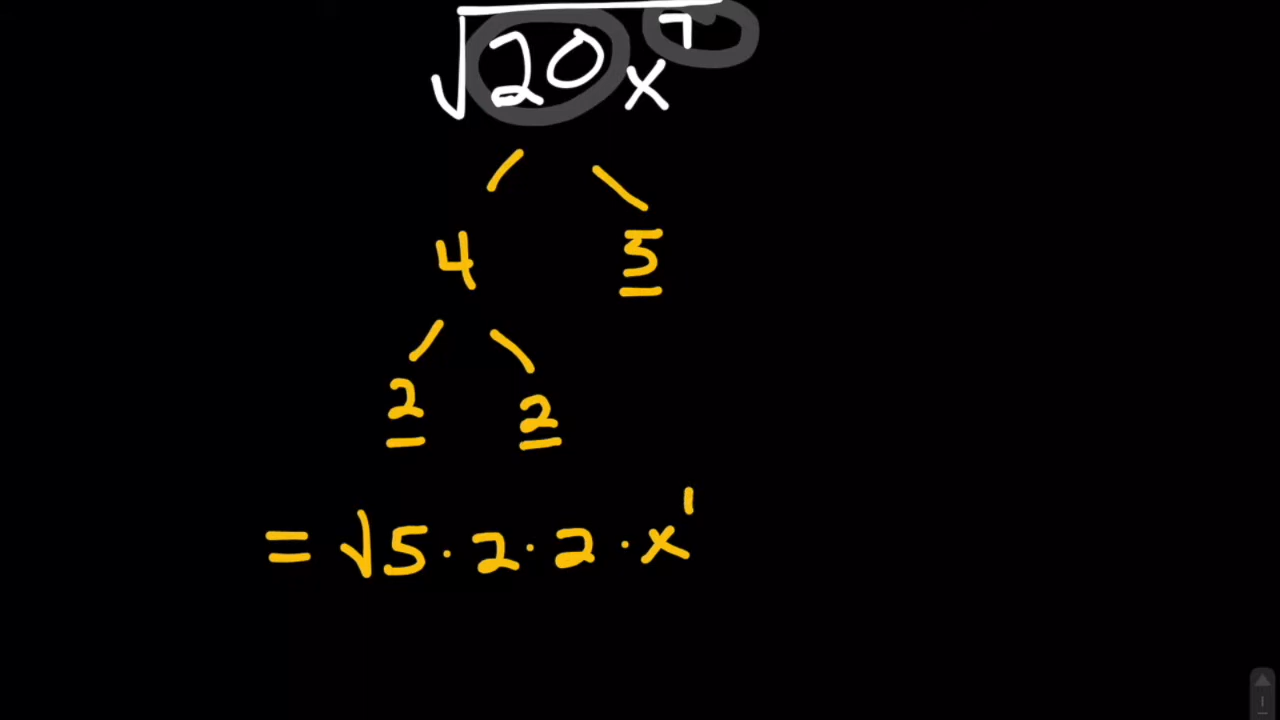 √20x⁷
4 5
2 2
= √5·2·2·x¹